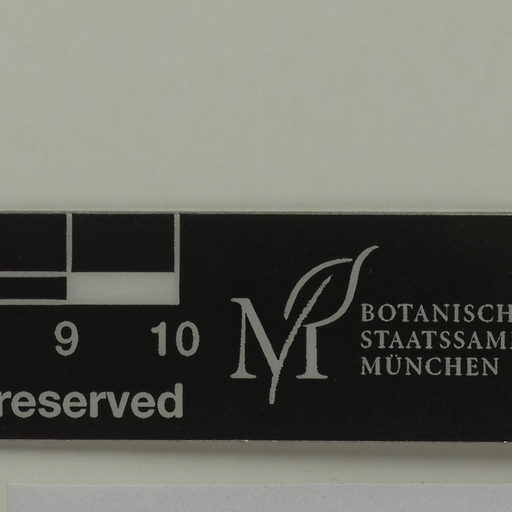 9 10
reserved
M
BOTANISCH
STAATSSAM
MÜNCHEN